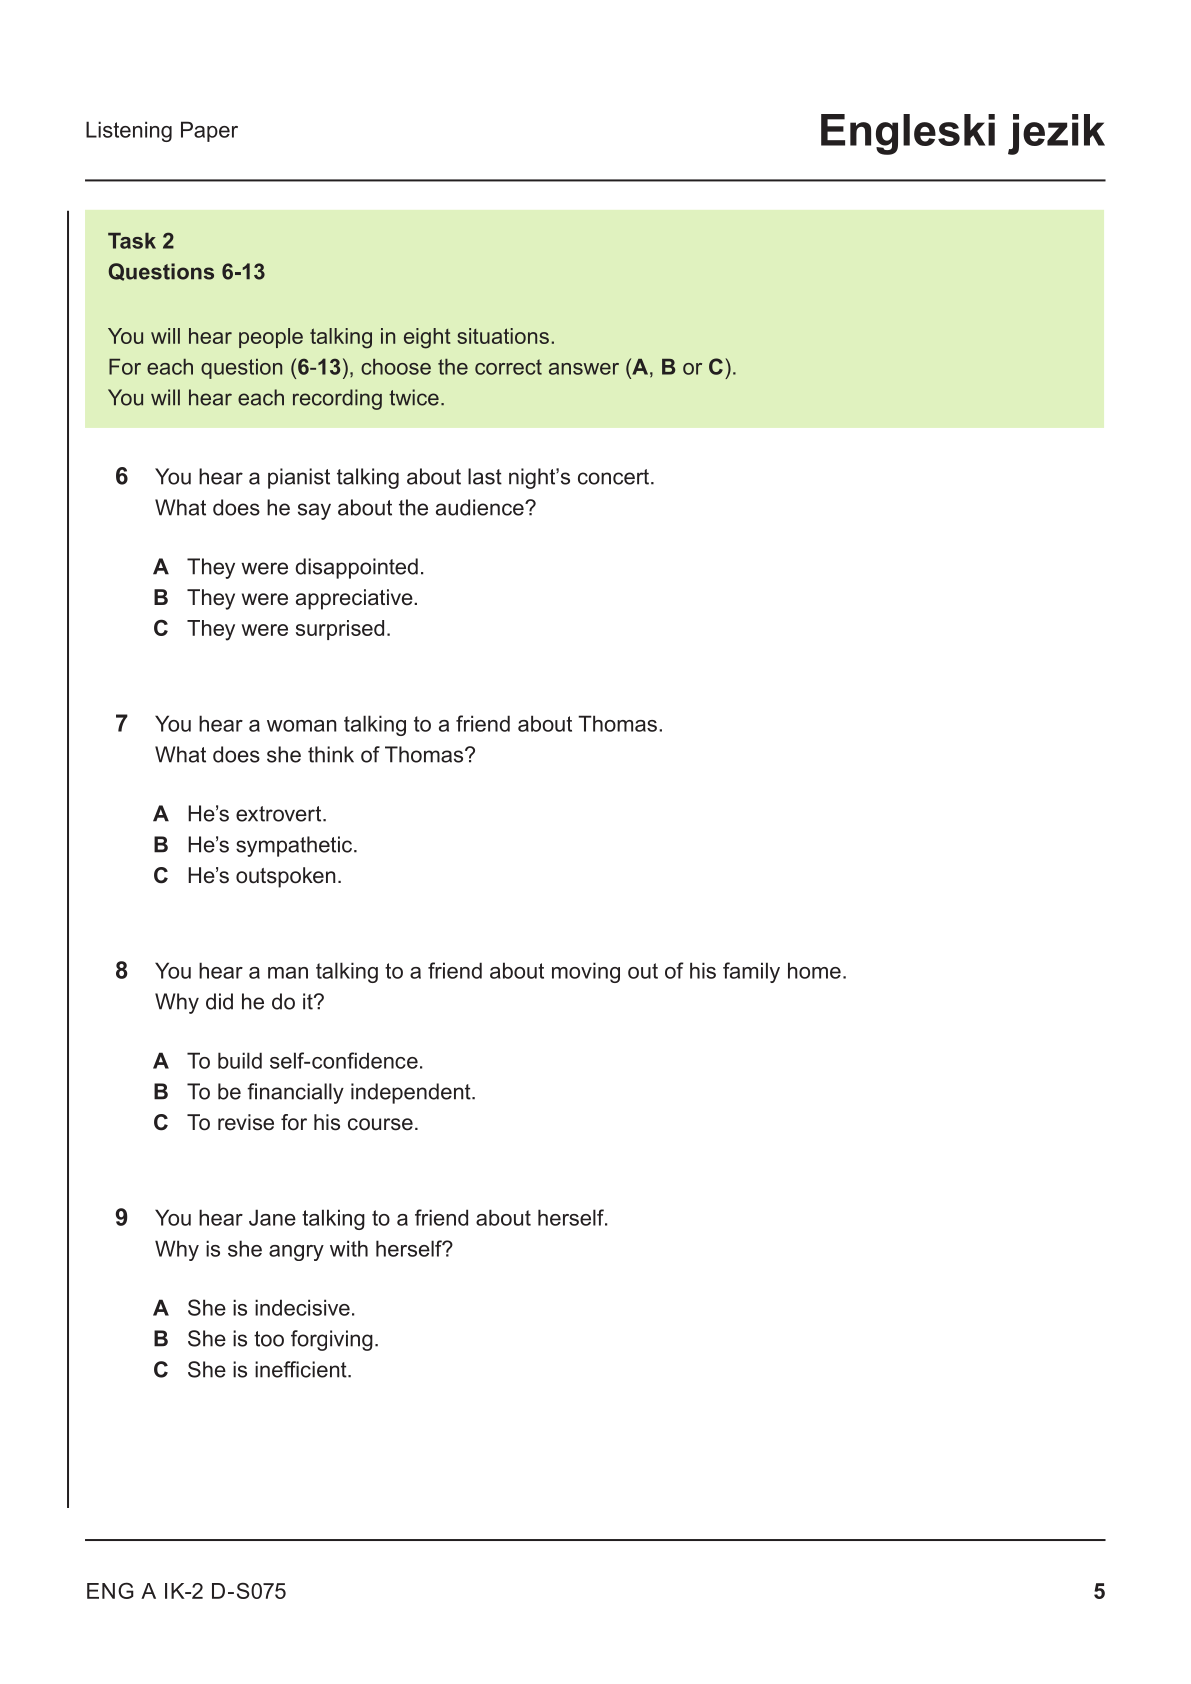 Listening Paper
Engleski jezik
Task 2
Questions 6-13
You will hear people talking in eight situations.
For each question (6-13), choose the correct answer (A, B or C).
You will hear each recording twice.
6 You hear a pianist talking about last night’s concert.
What does he say about the audience?
A They were disappointed.
B They were appreciative.
C They were surprised.
7 You hear a woman talking to a friend about Thomas.
What does she think of Thomas?
A He’s extrovert.
B He’s sympathetic.
C He’s outspoken.
8 You hear a man talking to a friend about moving out of his family home.
Why did he do it?
A To build self-confidence.
B To be financially independent.
C To revise for his course.
9 You hear Jane talking to a friend about herself.
Why is she angry with herself?
A She is indecisive.
B She is too forgiving.
C She is inefficient.
ENG A IK-2 D-S075
5